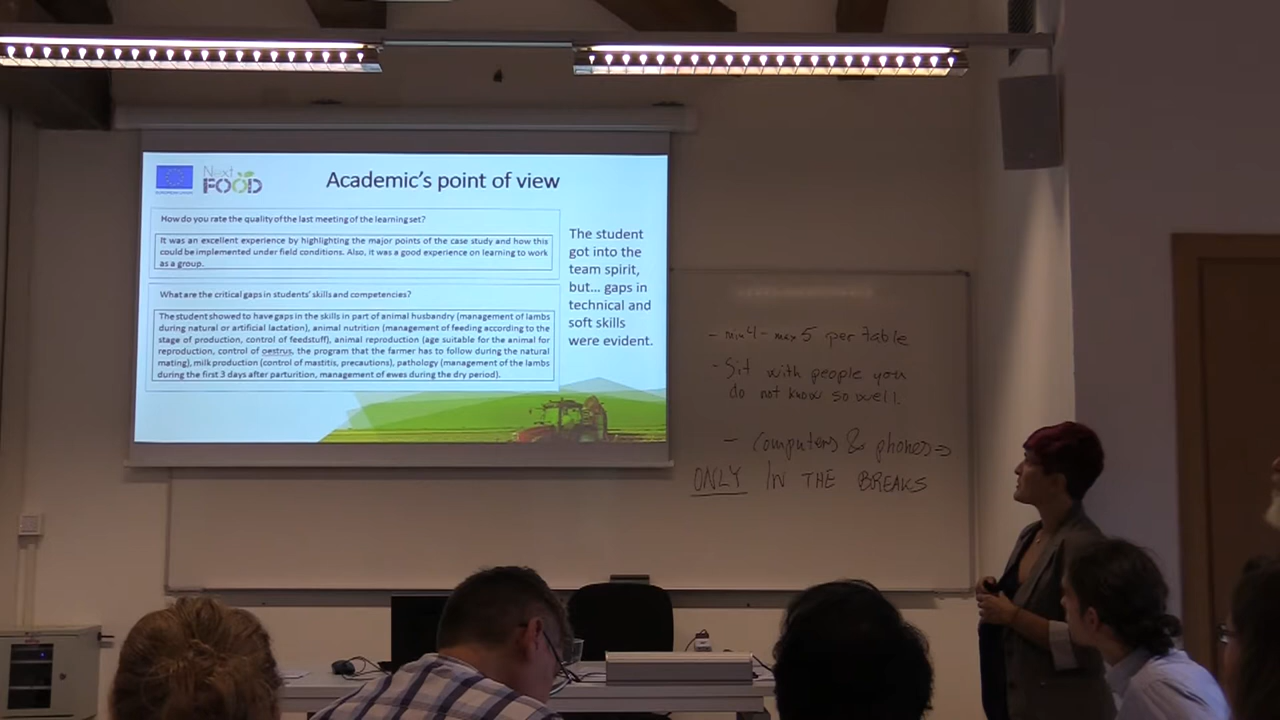 EUROPEAN UNION
Next
FOOD
Academic's point of view
How do you rate the quality of the last meeting of the learning set?
It was an excellent experience by highlighting the major points of the case study and how this
could be implemented under field conditions. Also, it was a good experience on learning to work
as a group.
What are the critical gaps in students' skills and competencies?
The student showed to have gaps in the skills in part of animal husbandry (management of lambs
during natural or artificial lactation), animal nutrition (management of feeding according to the
stage of production, control of feedstuff), animal reproduction (age suitable for the animal for
reproduction, control of oestrus, the program that the farmer has to follow during the natural
mating), milk production (control of mastitis, precautions), pathology (management of the lambs
during the first 3 days after parturition, management of ewes during the dry period).
The student
got into the
team spirit,
but... gaps in
technical and
soft skills
were evident.
- min 4 - max 5 per table
- Sit with people you
do not know so well.
- Computers & phones ⇒
ONLY IN THE BREAKS